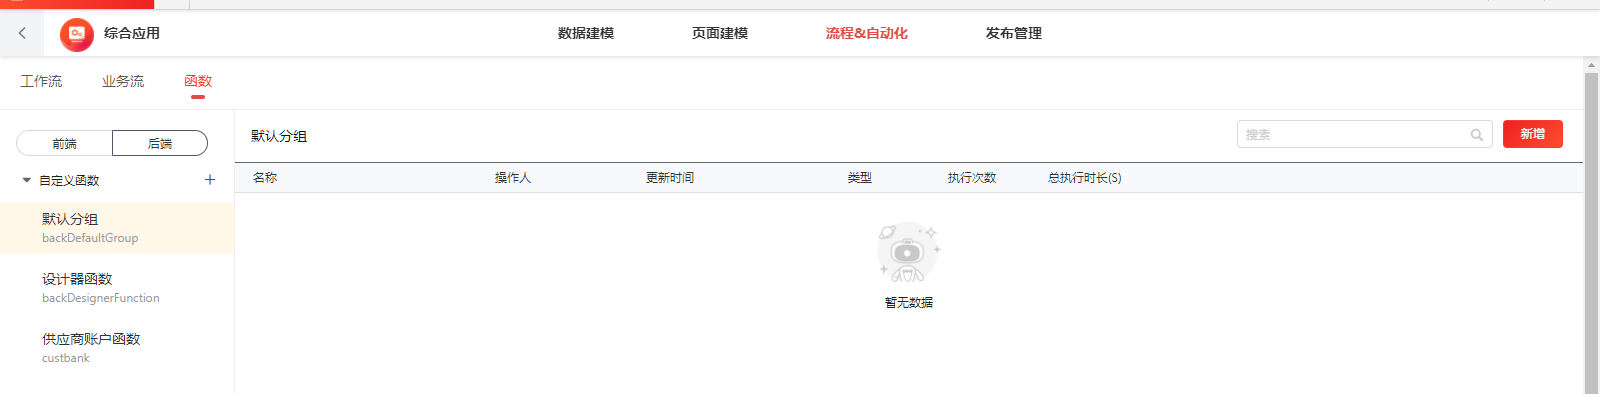 综合应用
数据建模 页面建模 流程&自动化 发布管理
工作流 业务流 函数
前端 后端
默认分组
搜索
新增
自定义函数
名称 操作人 更新时间 类型 执行次数 总执行时长(S)
默认分组
backDefaultGroup
设计器函数
backDesignerFunction
供应商账户函数
custbank
暂无数据